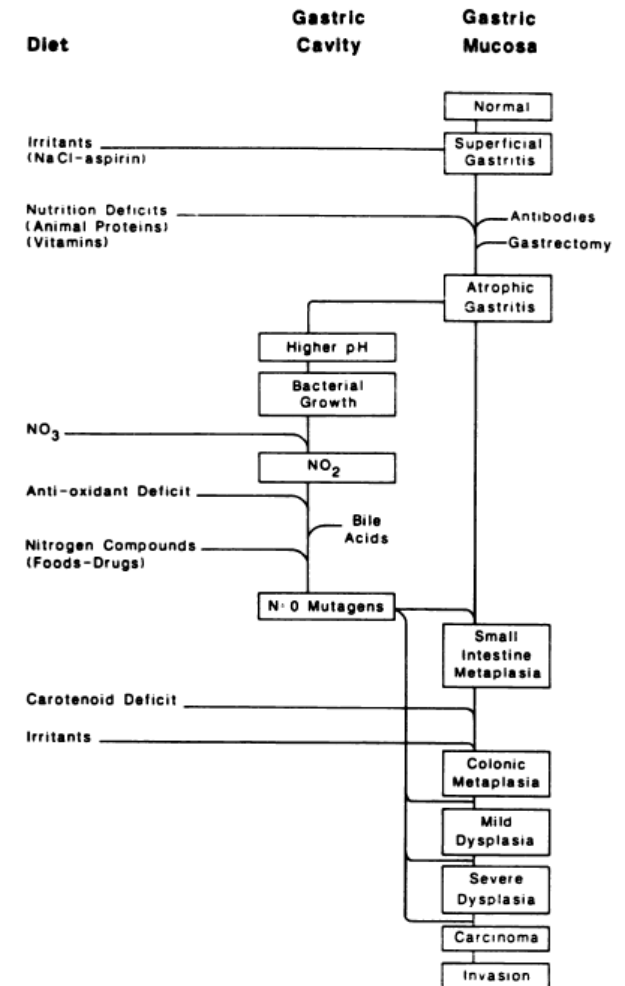 Diet
Gastric
Cavity
Gastric
Mucosa
Normal
Irritants
(NaCl-aspirin)
Superficial
Gastritis
Nutrition Deficits
(Animal Proteins)
(Vitamins)
Antibodies
Gastrectomy
Atrophic
Gastritis
Higher pH
Bacterial
Growth
NO3
NO2
Anti-oxidant Deficit
Bile
Acids
Nitrogen Compounds
(Foods-Drugs)
N=O Mutagens
Small
Intestine
Metaplasia
Carotenoid Deficit
Irritants
Colonic
Metaplasia
Mild
Dysplasia
Severe
Dysplasia
Carcinoma
Invasion